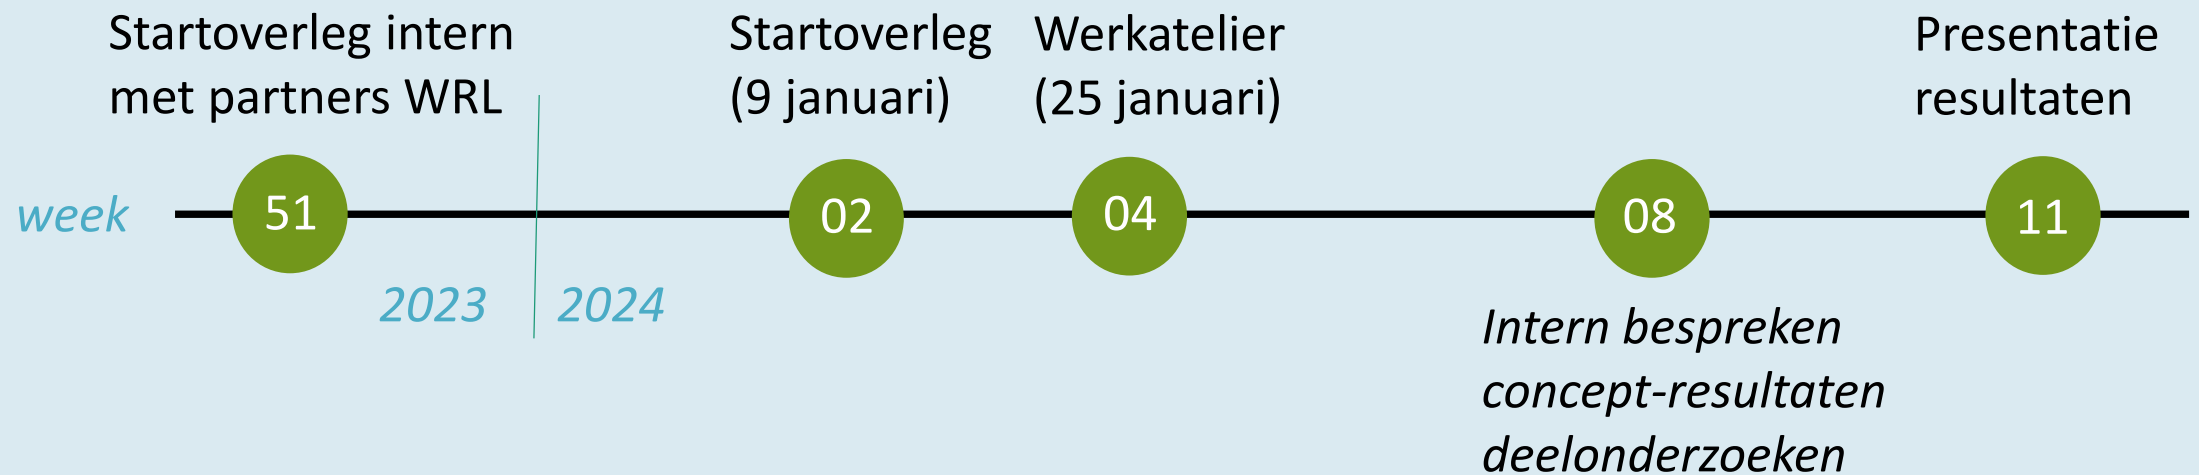 Startoverleg intern
met partners WRL
Startoverleg
(9 januari)
Werkatelier
(25 januari)
Presentatie
resultaten
week
51
02
04
08
11
2023
2024
Intern bespreken
concept-resultaten
deelonderzoeken